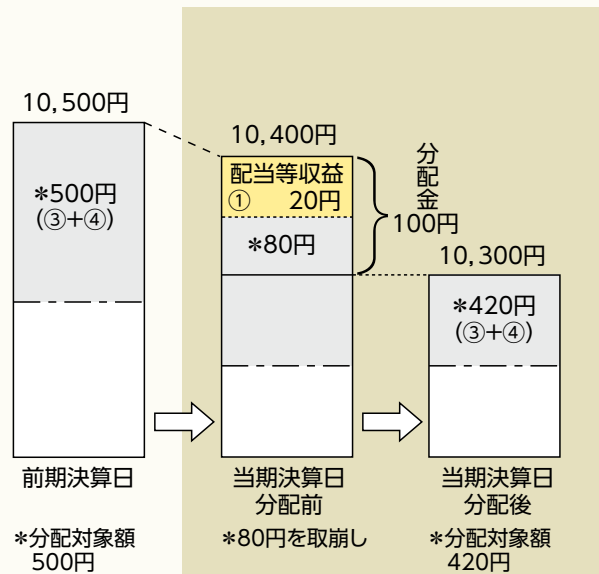 10,500円
*500円
(③+④)
前期決算日
*分配対象額
500円
10,400円
配当等収益
① 20円
*80円
分配金
100円
当期決算日
分配前
*80円を取崩し
10,300円
*420円
(③+④)
当期決算日
分配後
*分配対象額
420円